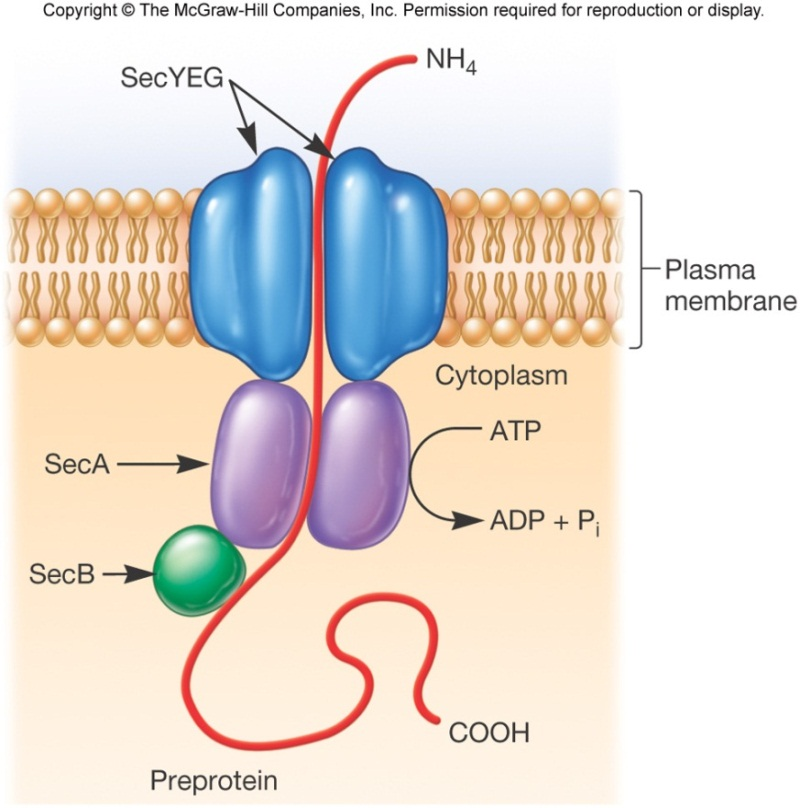 Copyright © The McGraw-Hill Companies, Inc. Permission required for reproduction or display.
NH₄
SecYEG
Plasma
membrane
Cytoplasm
ATP
SecA
ADP + Pᵢ
SecB
COOH
Preprotein